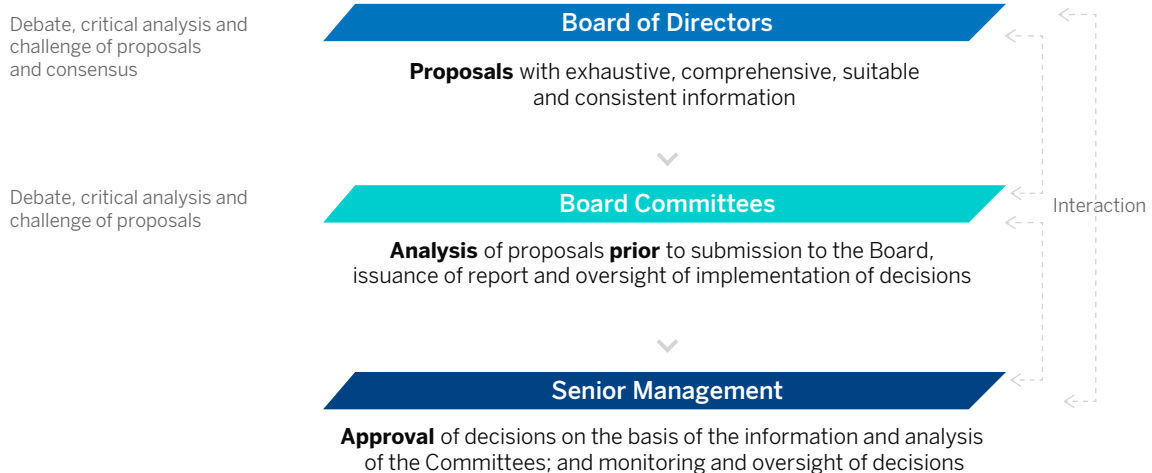 Debate, critical analysis and
challenge of proposals
and consensus
Board of Directors
Proposals with exhaustive, comprehensive, suitable
and consistent information
Debate, critical analysis and
challenge of proposals
Board Committees
Interaction
Analysis of proposals prior to submission to the Board,
issuance of report and oversight of implementation of decisions
Senior Management
Approval of decisions on the basis of the information and analysis
of the Committees; and monitoring and oversight of decisions